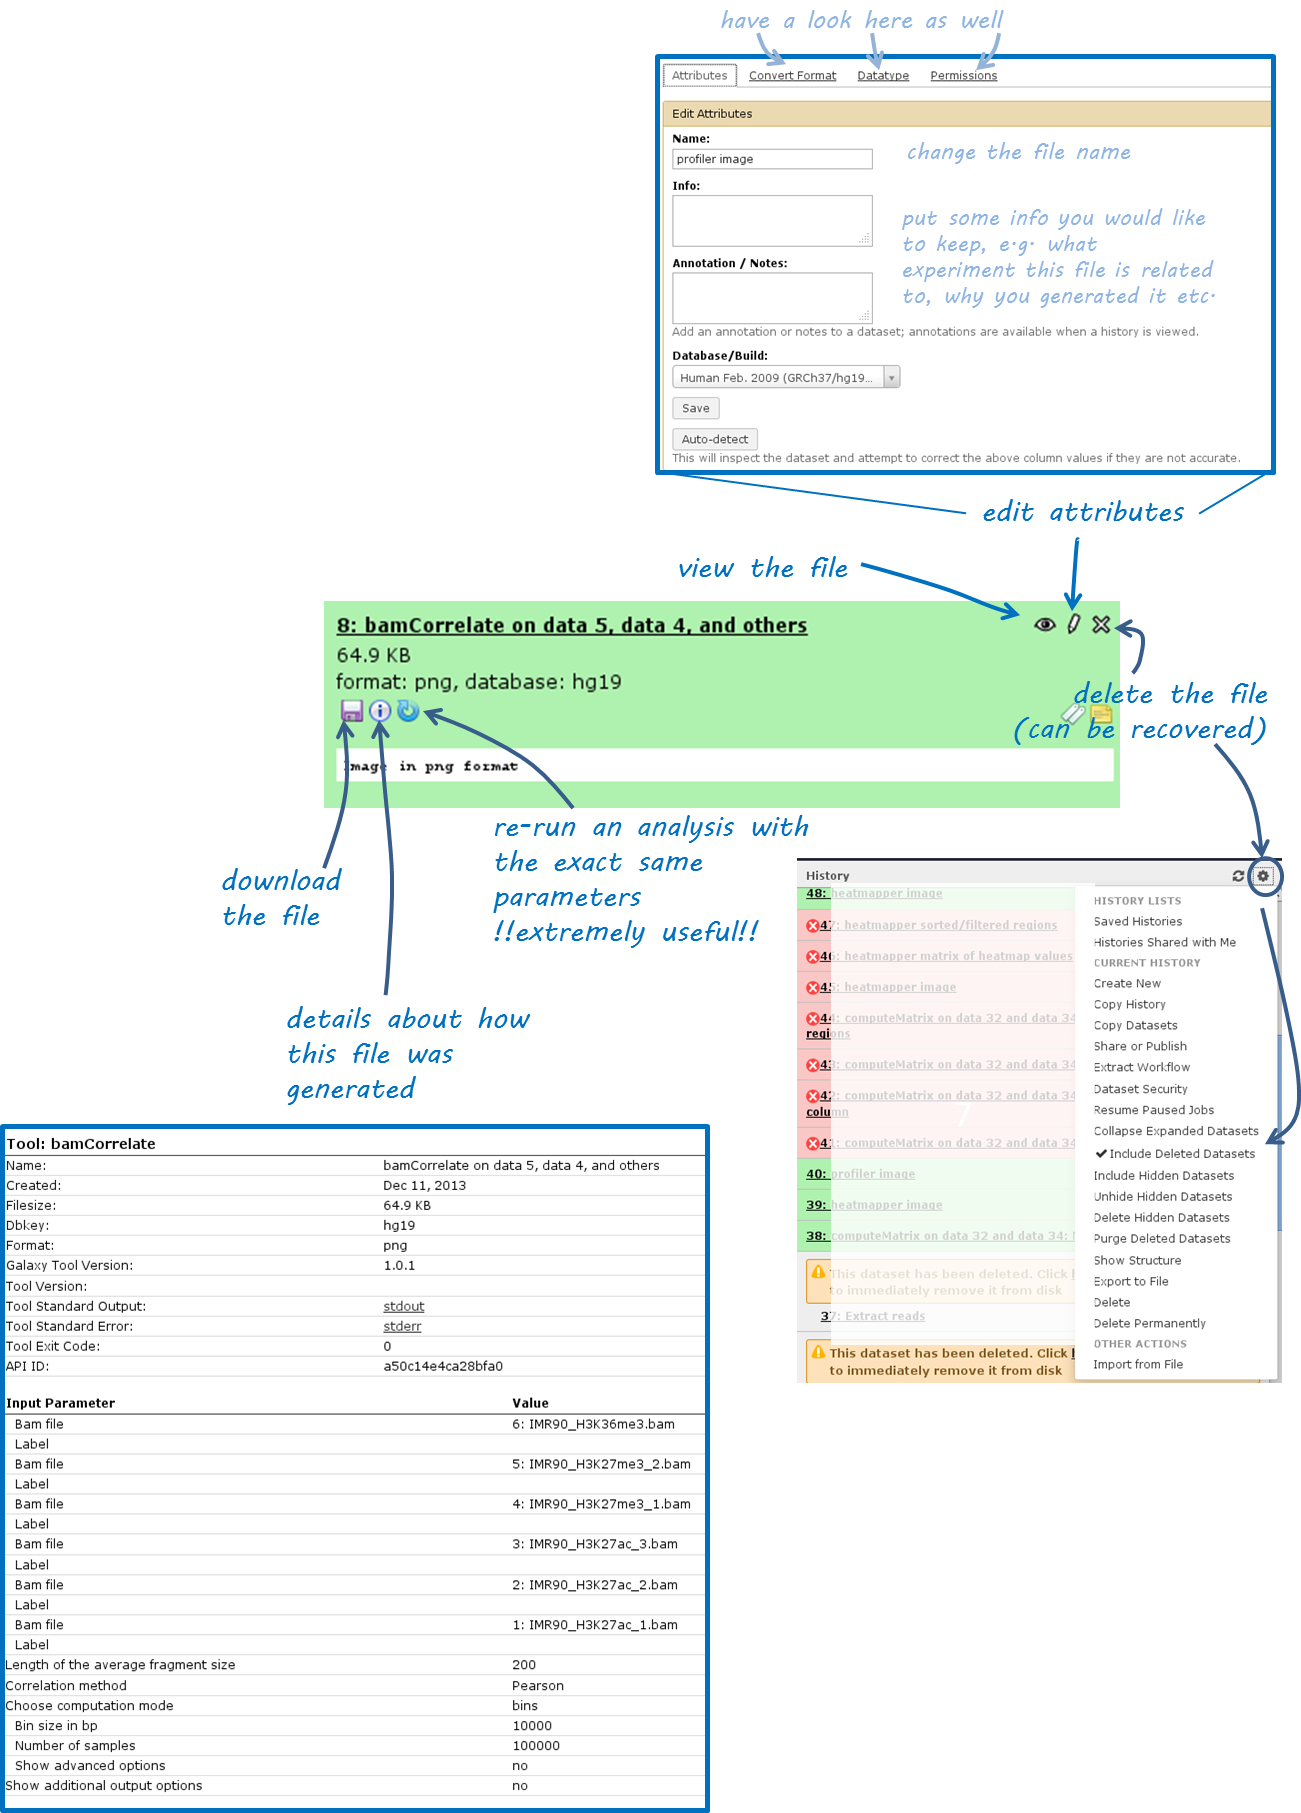 have a look here as well
Attributes Convert Format Datatype Permissions
Edit Attributes
Name:
profiler image
change the file name
Info:
put some info you would like
to keep, e.g. what
experiment this file is related
to, why you generated it etc.
Annotation / Notes:
Add an annotation or notes to a dataset; annotations are available when a history is viewed.
Database/Build:
Human Feb. 2009 (GRCh37/hg19...
Save
Auto-detect
This will inspect the dataset and attempt to correct the above column values if they are not accurate.
edit attributes
view the file
8: bamCorrelate on data 5, data 4, and others
64.9 KB
format: png, database: hg19
delete the file
(can be recovered)
Image in png format
re-run an analysis with
the exact same
parameters
!!extremely useful!!
download
the file
details about how
this file was
generated
History
48: heatmapper image
47: heatmapper sorted/filtered regions
46: heatmapper matrix of heatmap values
45: heatmapper image
44: computeMatrix on data 32 and data 34
regions
43: computeMatrix on data 32 and data 34
42: computeMatrix on data 32 and data 34
column
41: computeMatrix on data 32 and data 34
40: profiler image
39: heatmapper image
38: computeMatrix on data 32 and data 34:
This dataset has been deleted. Click
to immediately remove it from disk
37: Extract reads
This dataset has been deleted. Click
to immediately remove it from disk
7
HISTORY LISTS
Saved Histories
Histories Shared with Me
CURRENT HISTORY
Create New
Copy History
Copy Datasets
Share or Publish
Extract Workflow
Dataset Security
Resume Paused Jobs
Collapse Expanded Datasets
Include Deleted Datasets
Include Hidden Datasets
Unhide Hidden Datasets
Delete Hidden Datasets
Purge Deleted Datasets
Show Structure
Export to File
Delete
Delete Permanently
OTHER ACTIONS
Import from File
Tool: bamCorrelate
Name: bamCorrelate on data 5, data 4, and others
Created: Dec 11, 2013
Filesize: 64.9 KB
Dbkey: hg19
Format: png
Galaxy Tool Version: 1.0.1
Tool Version:
Tool Standard Output: stdout
Tool Standard Error: stderr
Tool Exit Code: 0
API ID: a50c14e4ca28bfa0
Input Parameter Value
Bam file 6: IMR90_H3K36me3.bam
Label
Bam file 5: IMR90_H3K27me3_2.bam
Label
Bam file 4: IMR90_H3K27me3_1.bam
Label
Bam file 3: IMR90_H3K27ac_3.bam
Label
Bam file 2: IMR90_H3K27ac_2.bam
Label
Bam file 1: IMR90_H3K27ac_1.bam
Label
Length of the average fragment size 200
Correlation method Pearson
Choose computation mode bins
Bin size in bp 10000
Number of samples 100000
Show advanced options no
Show additional output options no